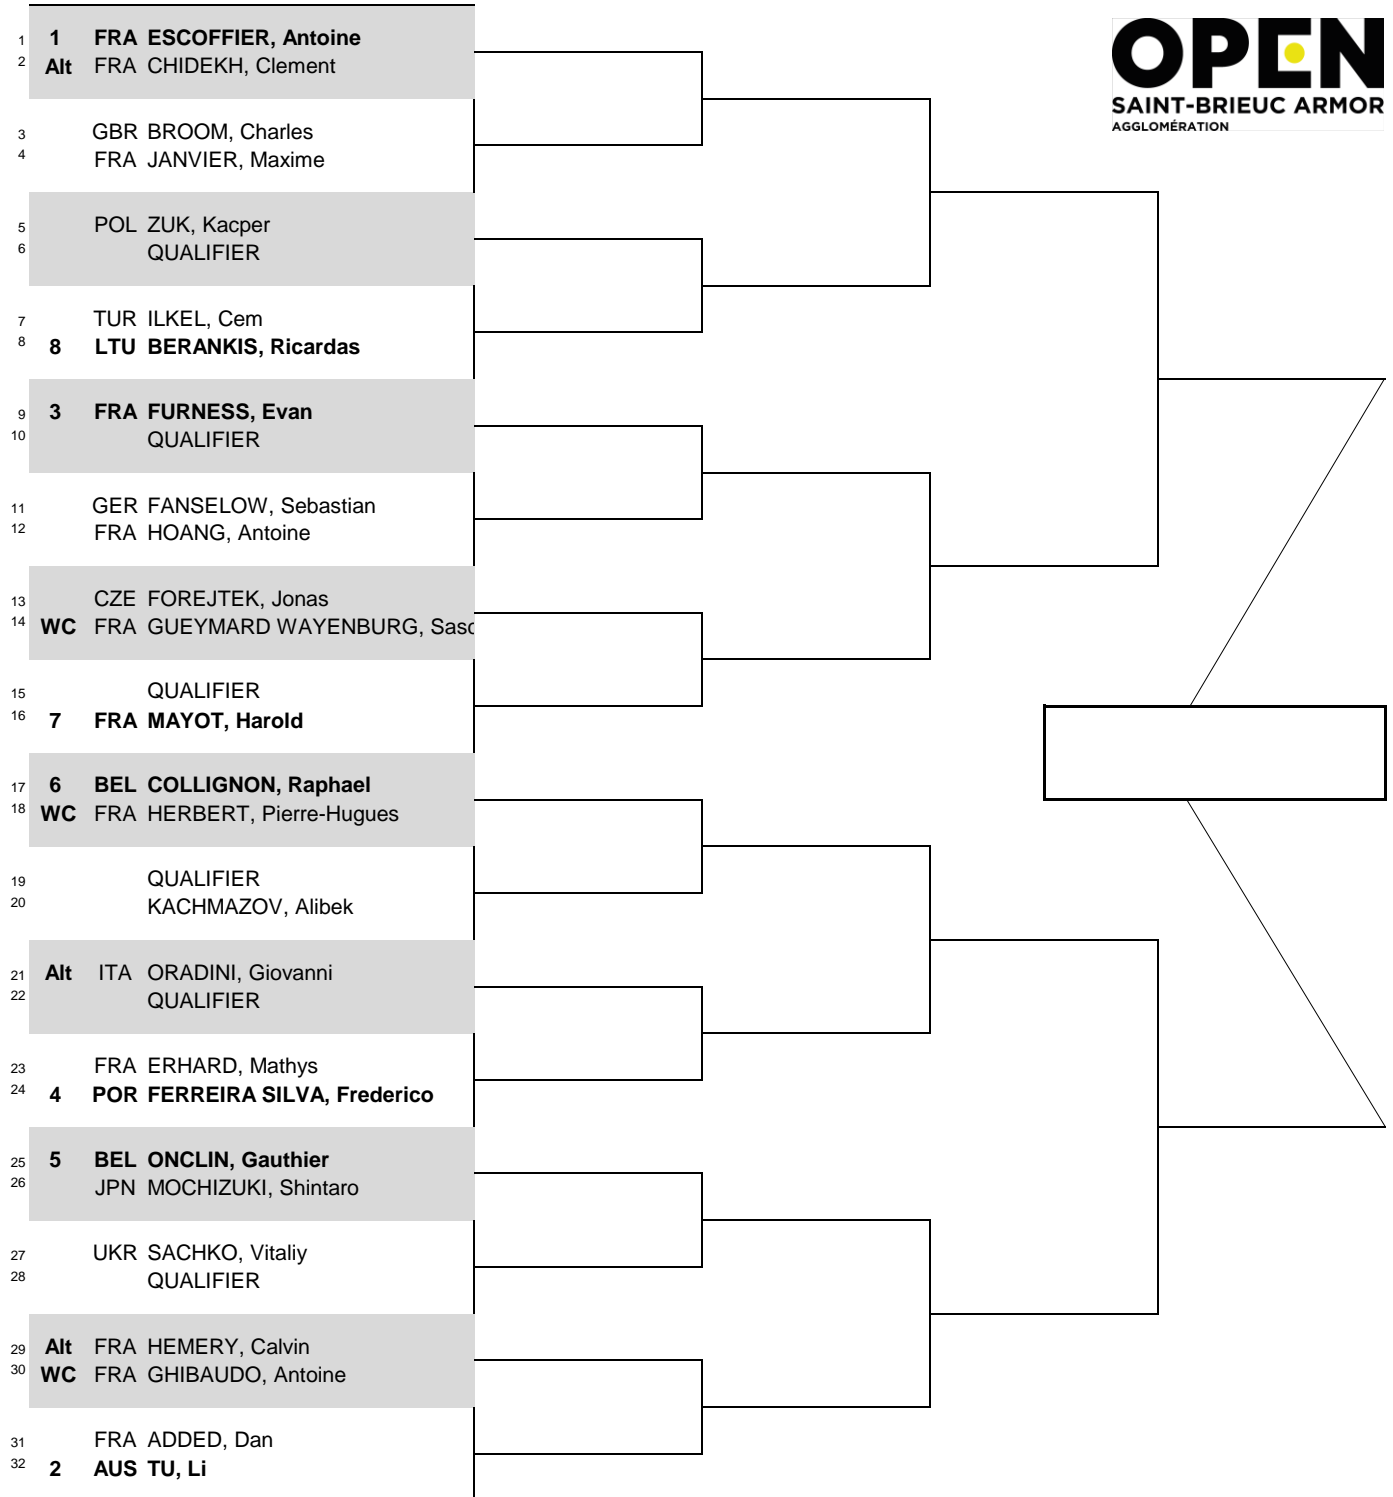 OPEN
SAINT-BRIEUC ARMOR
AGGLOMÉRATION
1 1 FRA ESCOFFIER, Antoine
2 Alt FRA CHIDEKH, Clement
3 GBR BROOM, Charles
4 FRA JANVIER, Maxime
5 POL ZUK, Kacper
6 QUALIFIER
7 TUR ILKEL, Cem
8 8 LTU BERANKIS, Ricardas
9 3 FRA FURNESS, Evan
10 QUALIFIER
11 GER FANSELOW, Sebastian
12 FRA HOANG, Antoine
13 CZE FOREJTEK, Jonas
14 WC FRA GUEYMARD WAYENBURG, Sasc
15 QUALIFIER
16 7 FRA MAYOT, Harold
17 6 BEL COLLIGNON, Raphael
18 WC FRA HERBERT, Pierre-Hugues
19 QUALIFIER
20 KACHMAZOV, Alibek
21 Alt ITA ORADINI, Giovanni
22 QUALIFIER
23 FRA ERHARD, Mathys
24 4 POR FERREIRA SILVA, Frederico
25 5 BEL ONCLIN, Gauthier
26 JPN MOCHIZUKI, Shintaro
27 UKR SACHKO, Vitaliy
28 QUALIFIER
29 Alt FRA HEMERY, Calvin
30 WC FRA GHIBAUDO, Antoine
31 FRA ADDED, Dan
32 2 AUS TU, Li